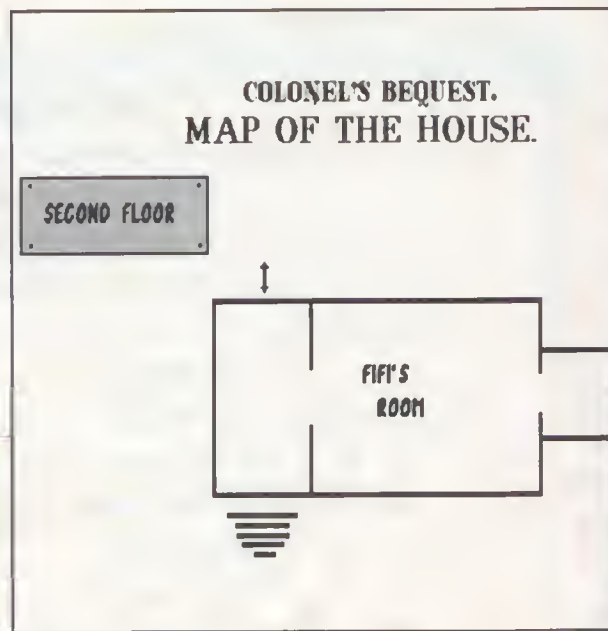 COLONEL'S BEQUEST.
MAP OF THE HOUSE.
SECOND FLOOR
FIFI'S
ROOM